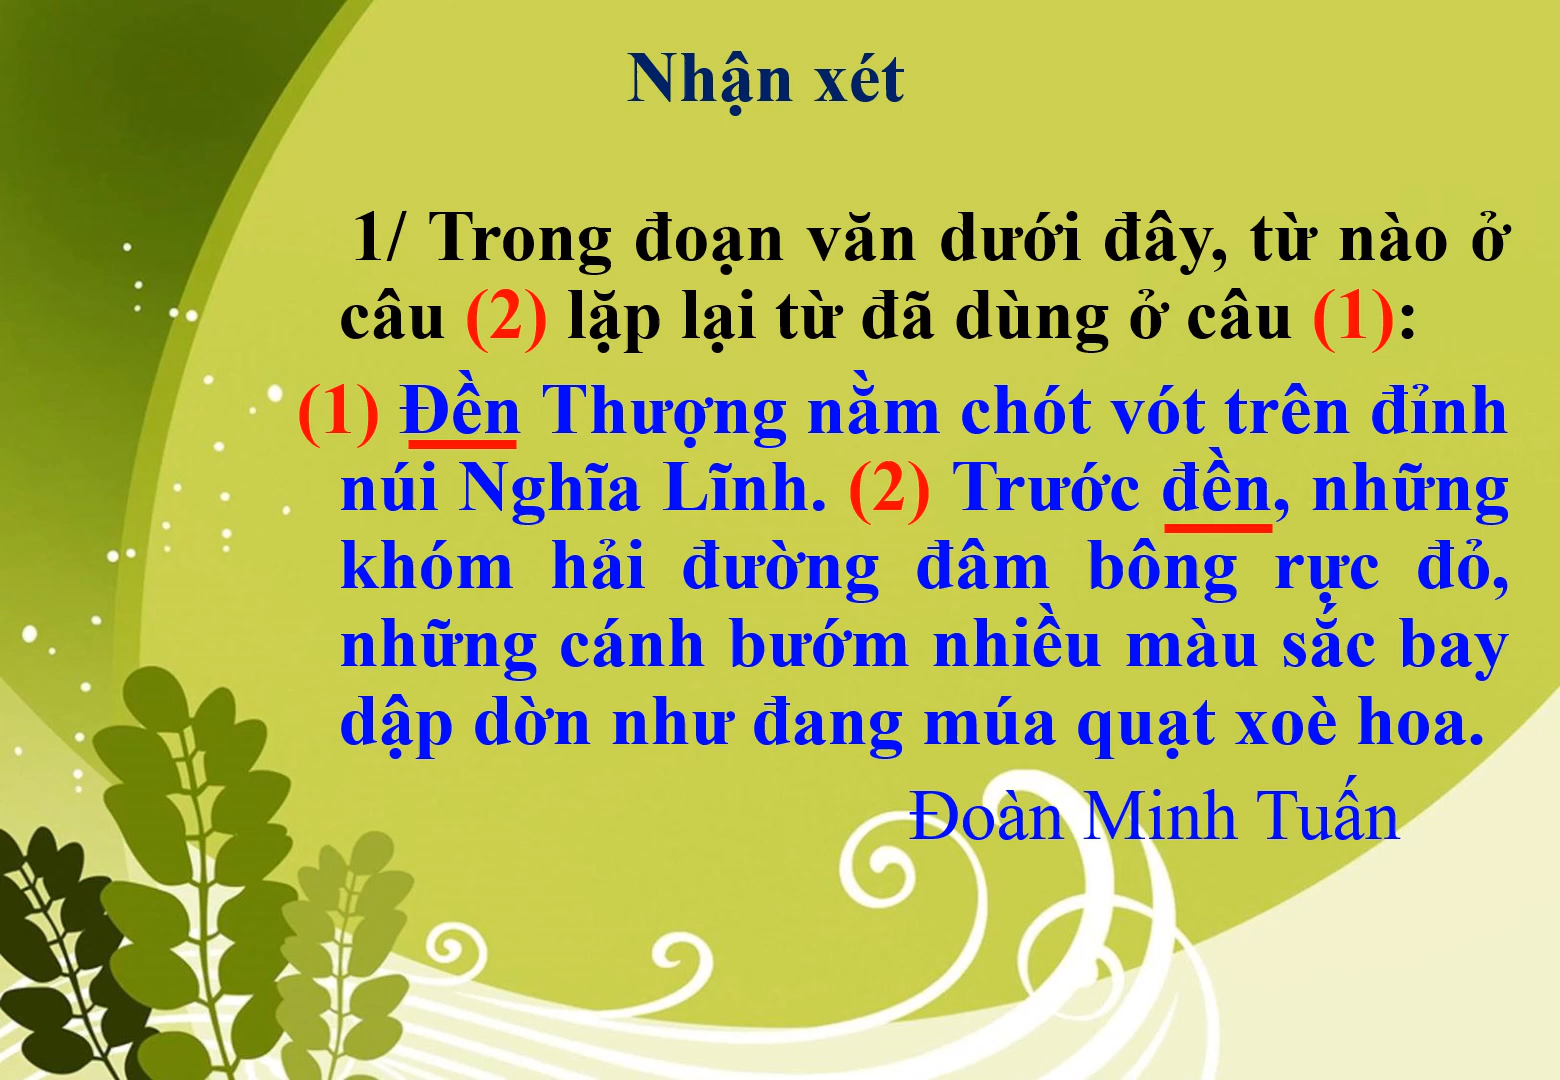 Nhận xét
1/ Trong đoạn văn dưới đây, từ nào ở
câu (2) lặp lại từ đã dùng ở câu (1):
(1) Đền Thượng nằm chót vót trên đỉnh
núi Nghĩa Lĩnh. (2) Trước đền, những
khóm hải đường đâm bông rực đỏ,
những cánh bướm nhiều màu sắc bay
dập dờn như đang múa quạt xoè hoa.
Đoàn Minh Tuấn